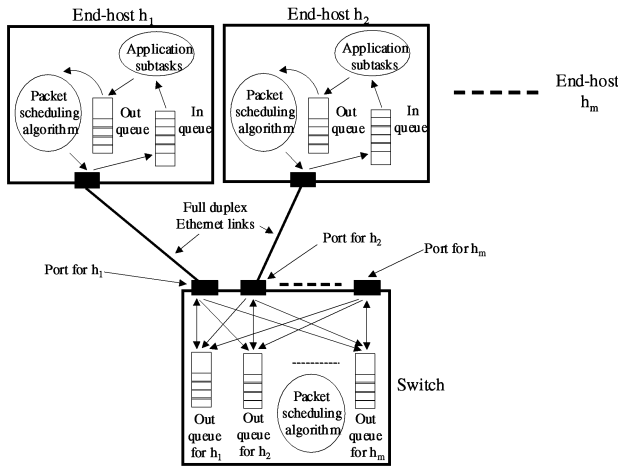 End-host h1
End-host h2
Application
subtasks
Packet
scheduling
algorithm
Out
queue
In
queue
Application
subtasks
Packet
scheduling
algorithm
Out
queue
In
queue
End-host
hm
Full duplex
Ethernet links
Port for h1
Port for h2
Port for hm
Switch
Packet
scheduling
algorithm
Out
queue
for h1
Out
queue
for h2
Out
queue
for hm